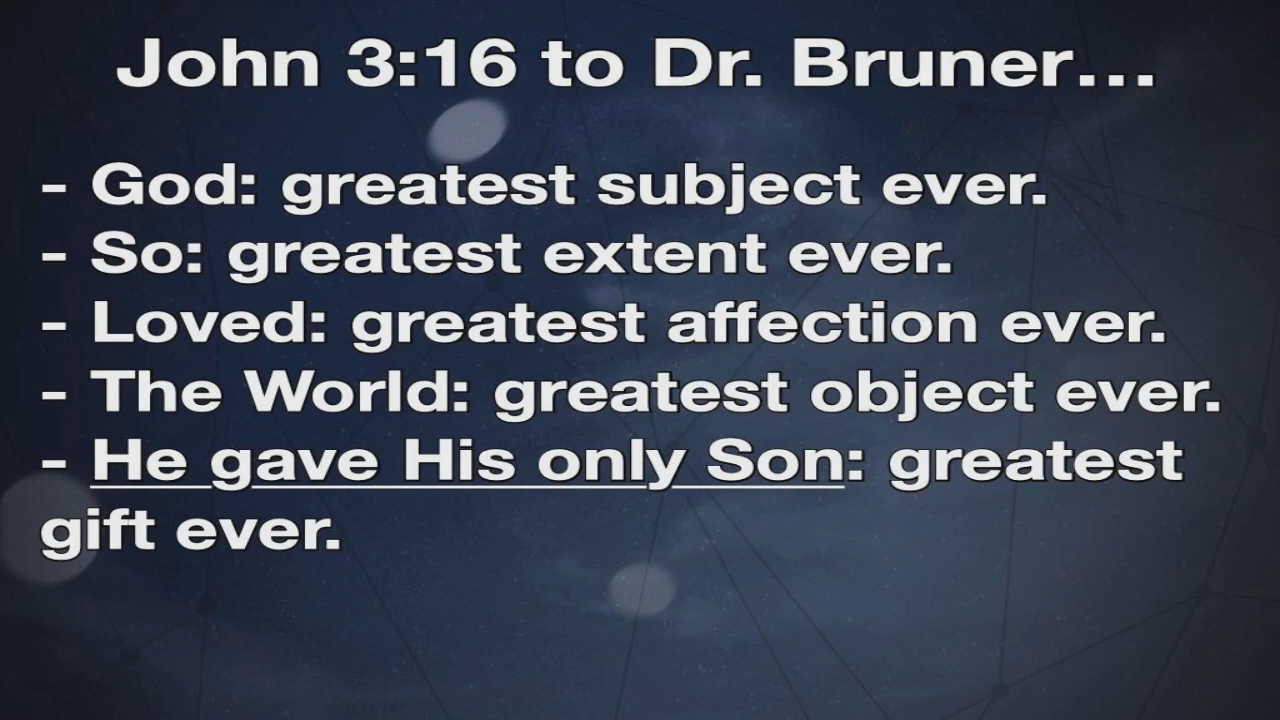 John 3:16 to Dr. Bruner...
- God: greatest subject ever.
- So: greatest extent ever.
- Loved: greatest affection ever.
- The World: greatest object ever.
- He gave His only Son: greatest
gift ever.